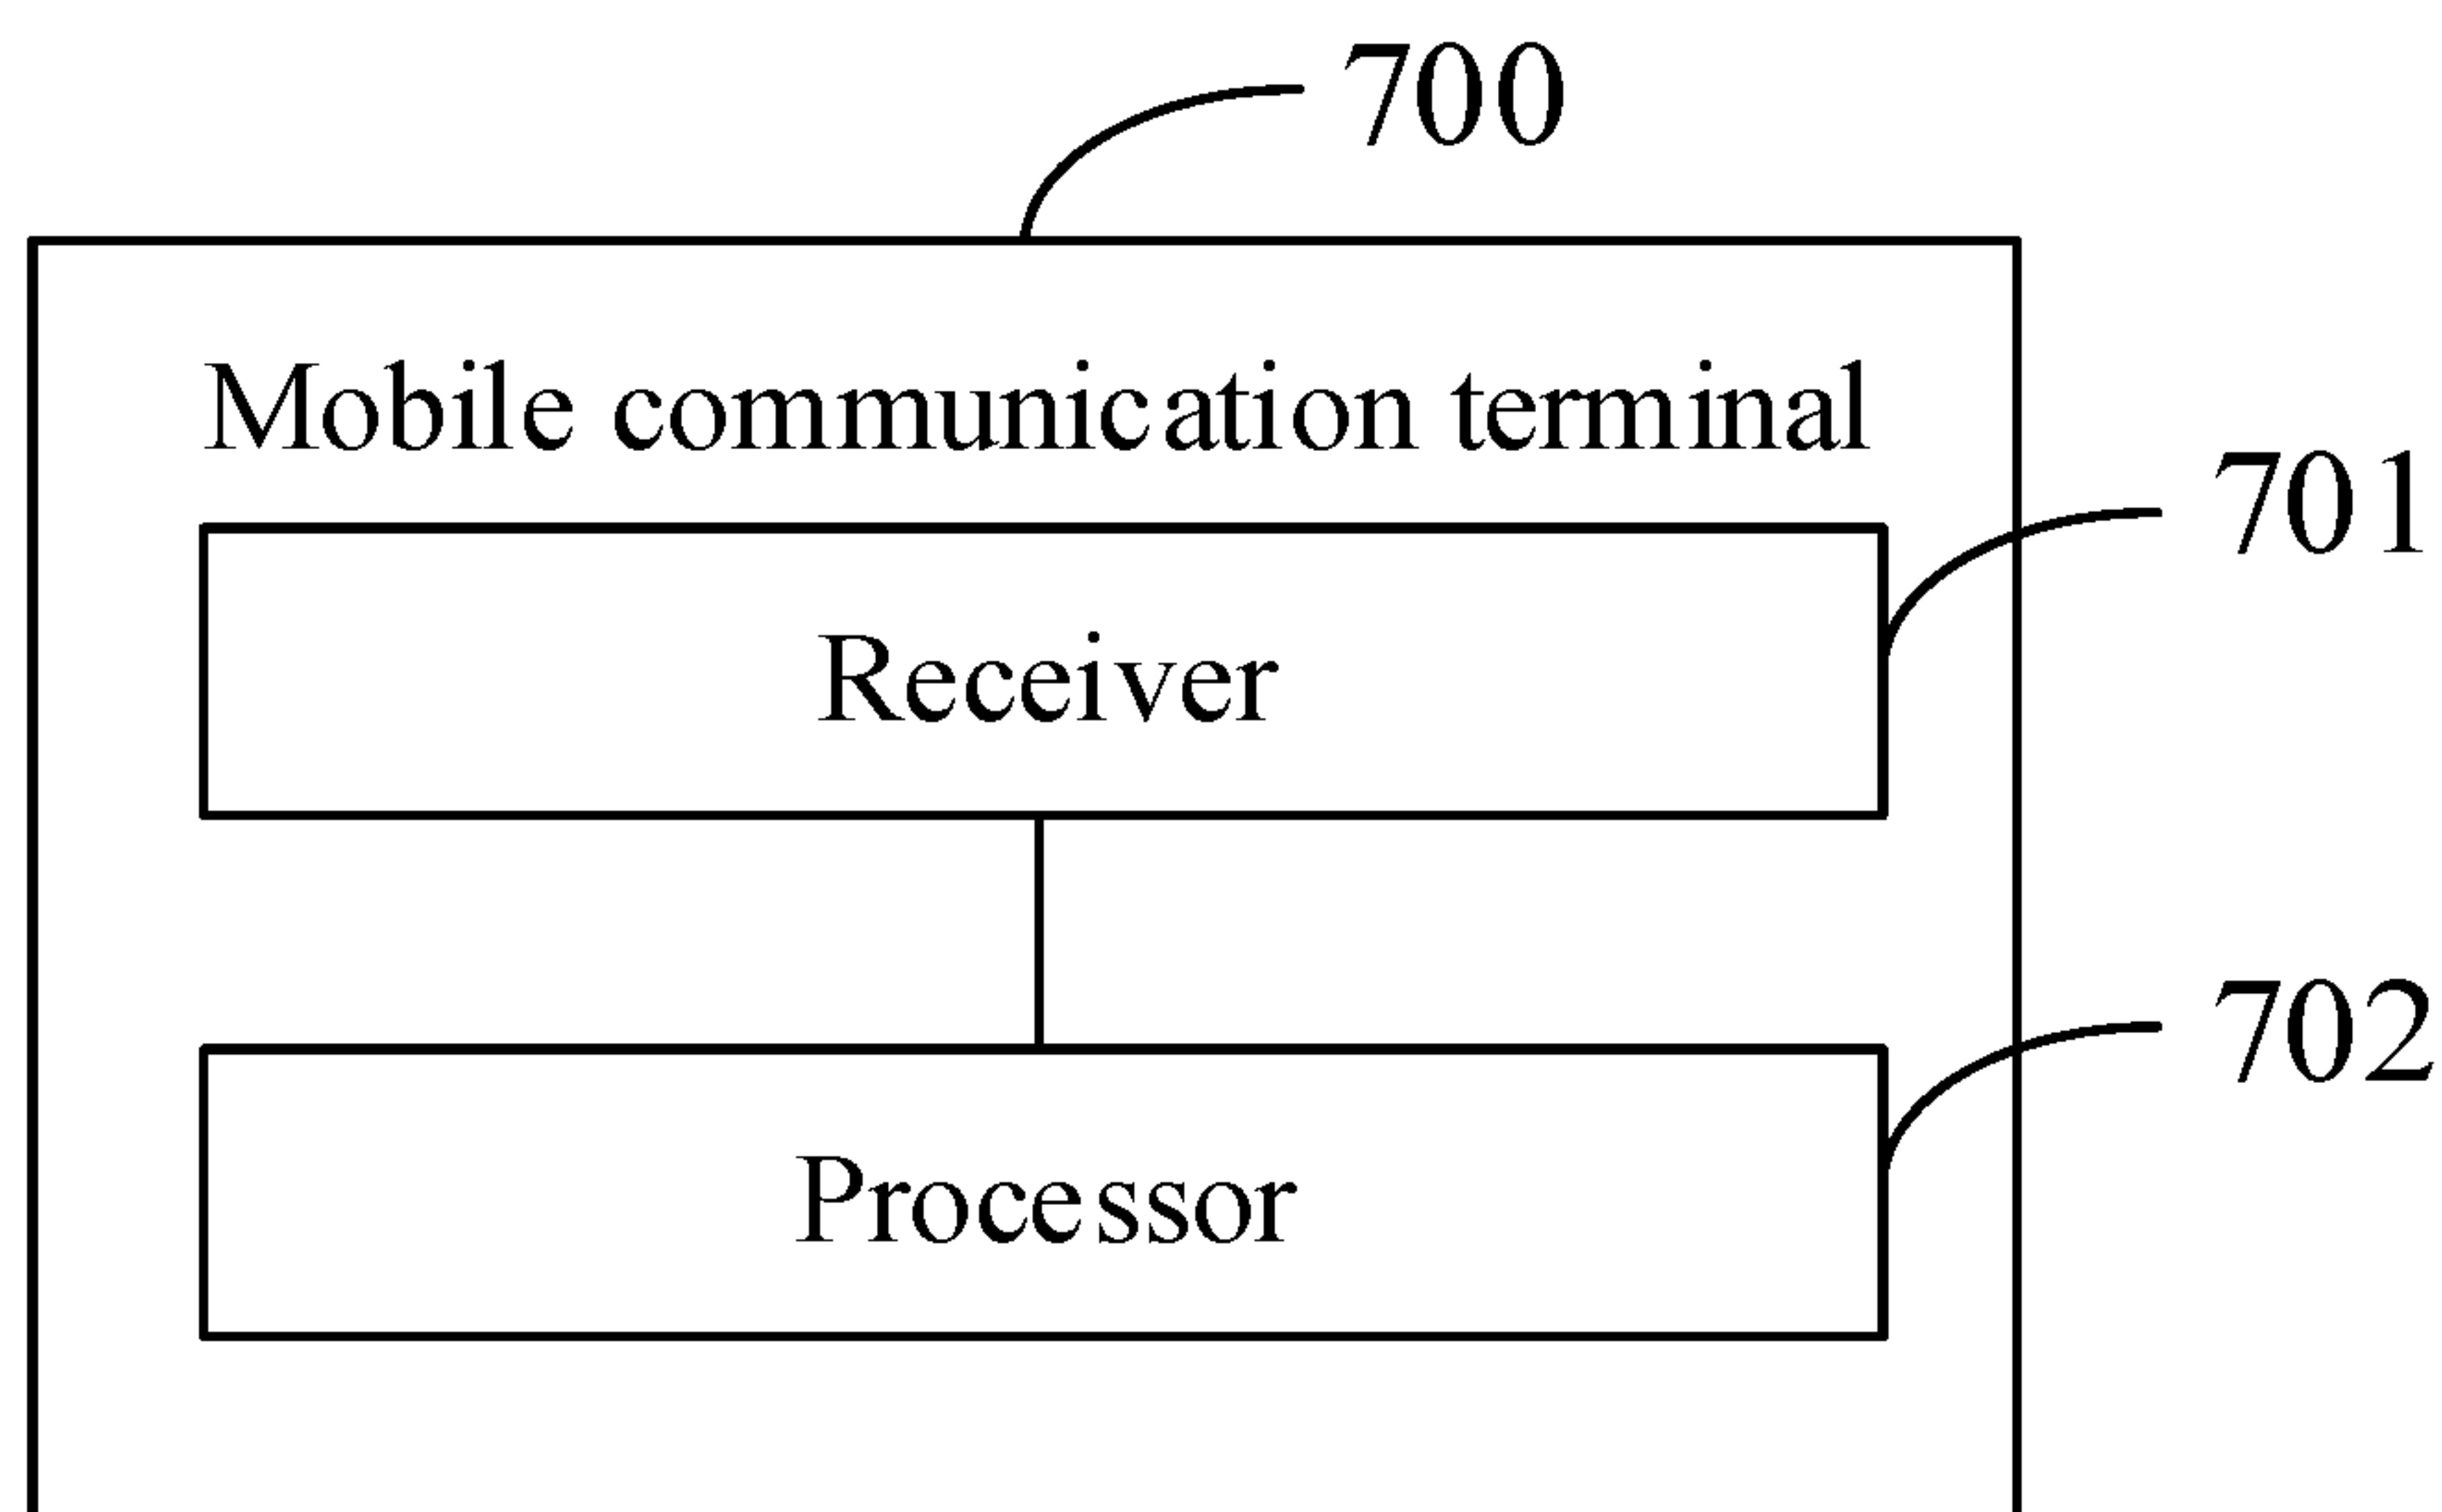 700
Mobile communication terminal
701
Receiver
702
Processor